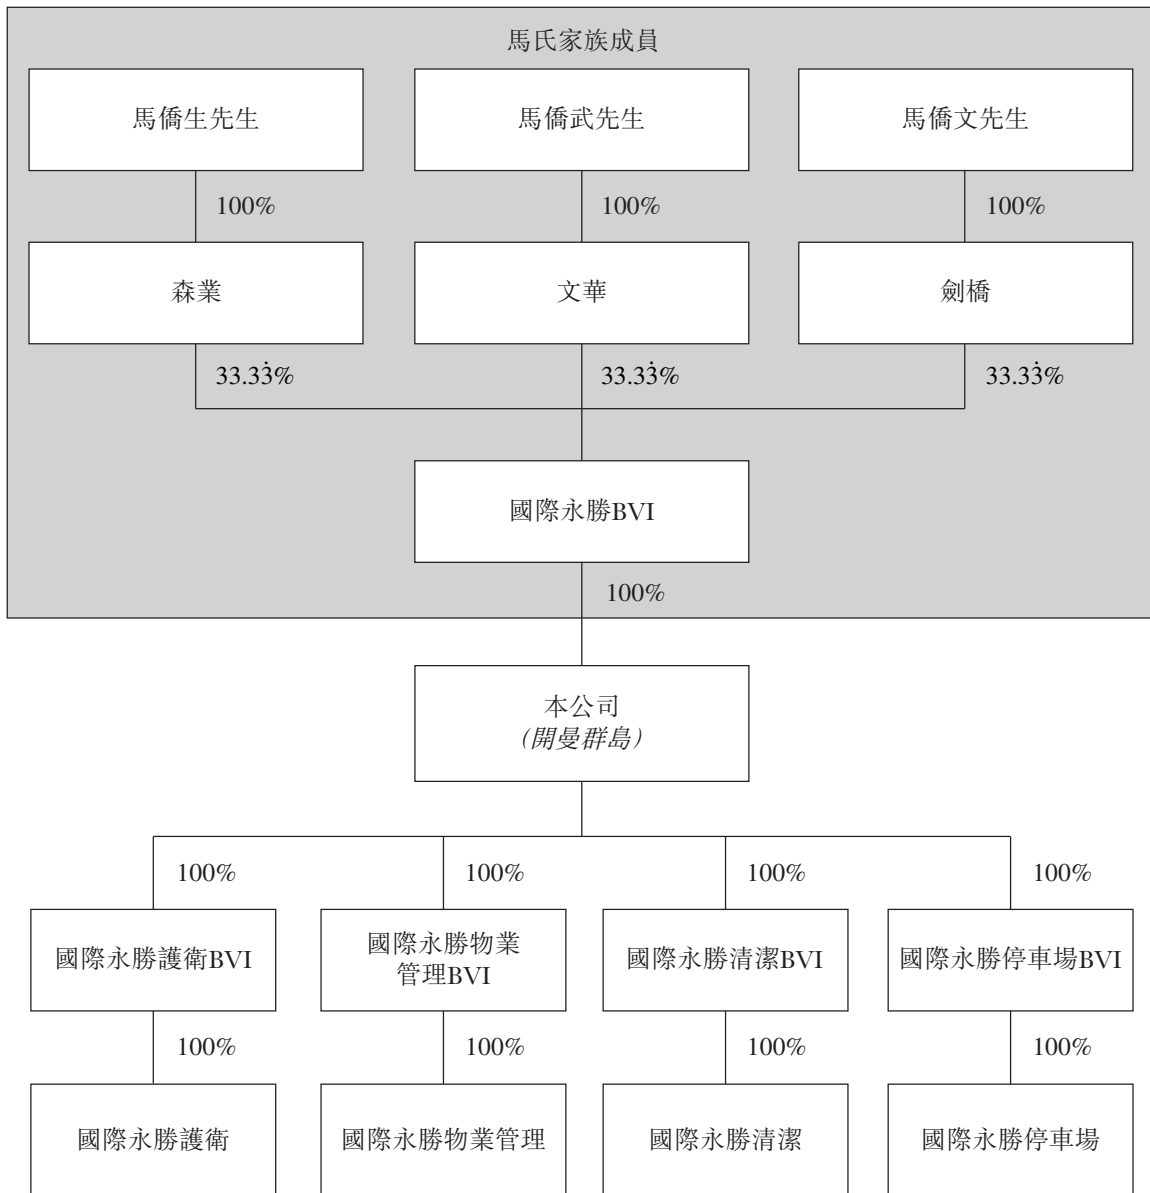 馬氏家族成員
馬僑生先生
馬僑武先生
馬僑文先生
100%
100%
100%
森業
文華
劍橋
33.33̇%
33.33̇%
33.33̇%
國際永勝BVI
100%
本公司
(開曼群島)
100%
100%
100%
100%
國際永勝護衛BVI
國際永勝物業
管理BVI
國際永勝清潔BVI
國際永勝停車場BVI
100%
100%
100%
100%
國際永勝護衛
國際永勝物業管理
國際永勝清潔
國際永勝停車場